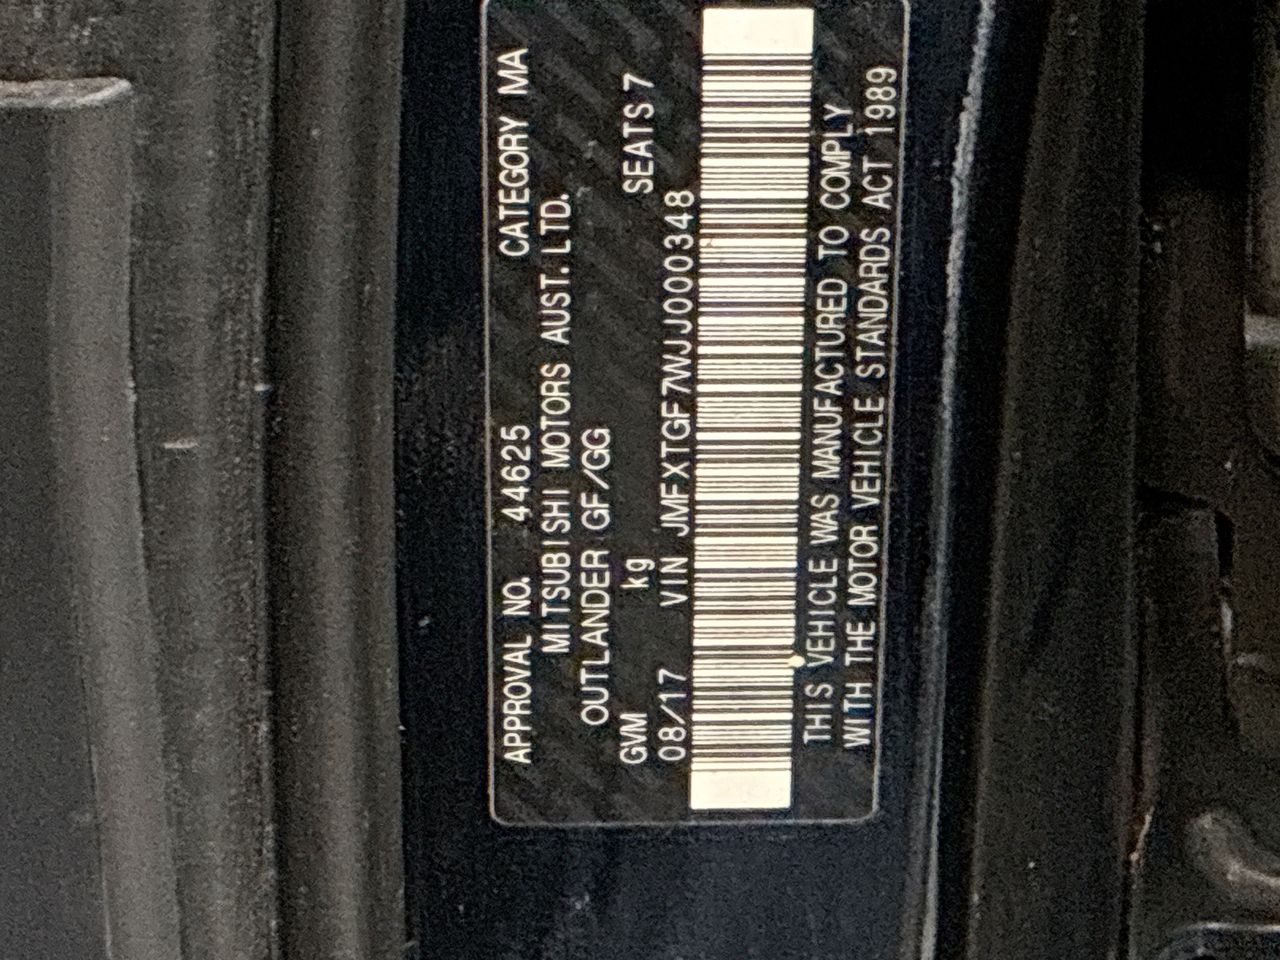 APPROVAL NO. 44625 CATEGORY MA
MITSUBISHI MOTORS AUST. LTD.
OUTLANDER GF/GG
GVM kg SEATS 7
08/17 VIN JMFXTGF7WJJ000348
THIS VEHICLE WAS MANUFACTURED TO COMPLY
WITH THE MOTOR VEHICLE STANDARDS ACT 1989